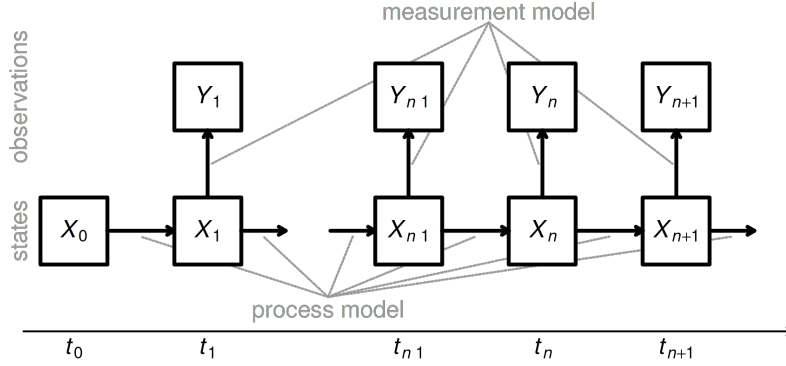 measurement model
observations
Y1 Yn 1 Yn Yn+1
states
X0 X1 Xn 1 Xn Xn+1
process model
t0 t1 tn 1 tn tn+1